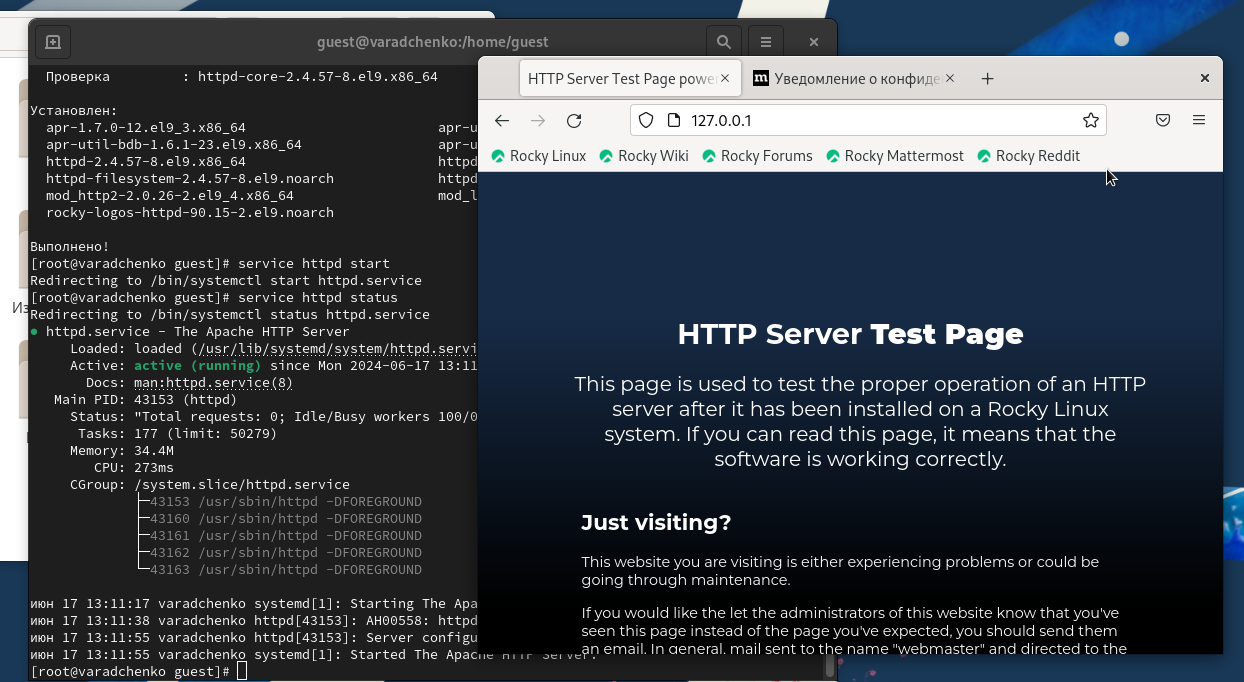 guest@varadchenko:/home/guest
Проверка : httpd-core-2.4.57-8.el9.x86_64
Установлен:
apr-1.7.0-12.el9_3.x86_64 apr-u
apr-util-bdb-1.6.1-23.el9.x86_64 apr-u
httpd-2.4.57-8.el9.x86_64 httpd
httpd-filesystem-2.4.57-8.el9.noarch httpd
mod_http2-2.0.26-2.el9_4.x86_64 mod_l
rocky-logos-httpd-90.15-2.el9.noarch
Выполнено!
[root@varadchenko guest]# service httpd start
Redirecting to /bin/systemctl start httpd.service
[root@varadchenko guest]# service httpd status
Redirecting to /bin/systemctl status httpd.service
● httpd.service - The Apache HTTP Server
Loaded: loaded (/usr/lib/systemd/system/httpd.servi
Active: active (running) since Mon 2024-06-17 13:11
Docs: man:httpd.service(8)
Main PID: 43153 (httpd)
Status: "Total requests: 0; Idle/Busy workers 100/0
Tasks: 177 (limit: 50279)
Memory: 34.4M
CPU: 273ms
CGroup: /system.slice/httpd.service
├─43153 /usr/sbin/httpd -DFOREGROUND
├─43160 /usr/sbin/httpd -DFOREGROUND
├─43161 /usr/sbin/httpd -DFOREGROUND
├─43162 /usr/sbin/httpd -DFOREGROUND
└─43163 /usr/sbin/httpd -DFOREGROUND
июн 17 13:11:17 varadchenko systemd[1]: Starting The Apa
июн 17 13:11:38 varadchenko httpd[43153]: AH00558: httpd
июн 17 13:11:55 varadchenko httpd[43153]: Server configu
июн 17 13:11:55 varadchenko systemd[1]: Started The Apache HTTP Server.
[root@varadchenko guest]#
Из
HTTP Server Test Page powe
m Уведомление о конфиде
127.0.0.1
Rocky Linux Rocky Wiki Rocky Forums Rocky Mattermost Rocky Reddit
HTTP Server Test Page
This page is used to test the proper operation of an HTTP
server after it has been installed on a Rocky Linux
system. If you can read this page, it means that the
software is working correctly.
Just visiting?
This website you are visiting is either experiencing problems or could be
going through maintenance.
If you would like the let the administrators of this website know that you've
seen this page instead of the page you've expected, you should send them
an email. In general, mail sent to the name "webmaster" and directed to the